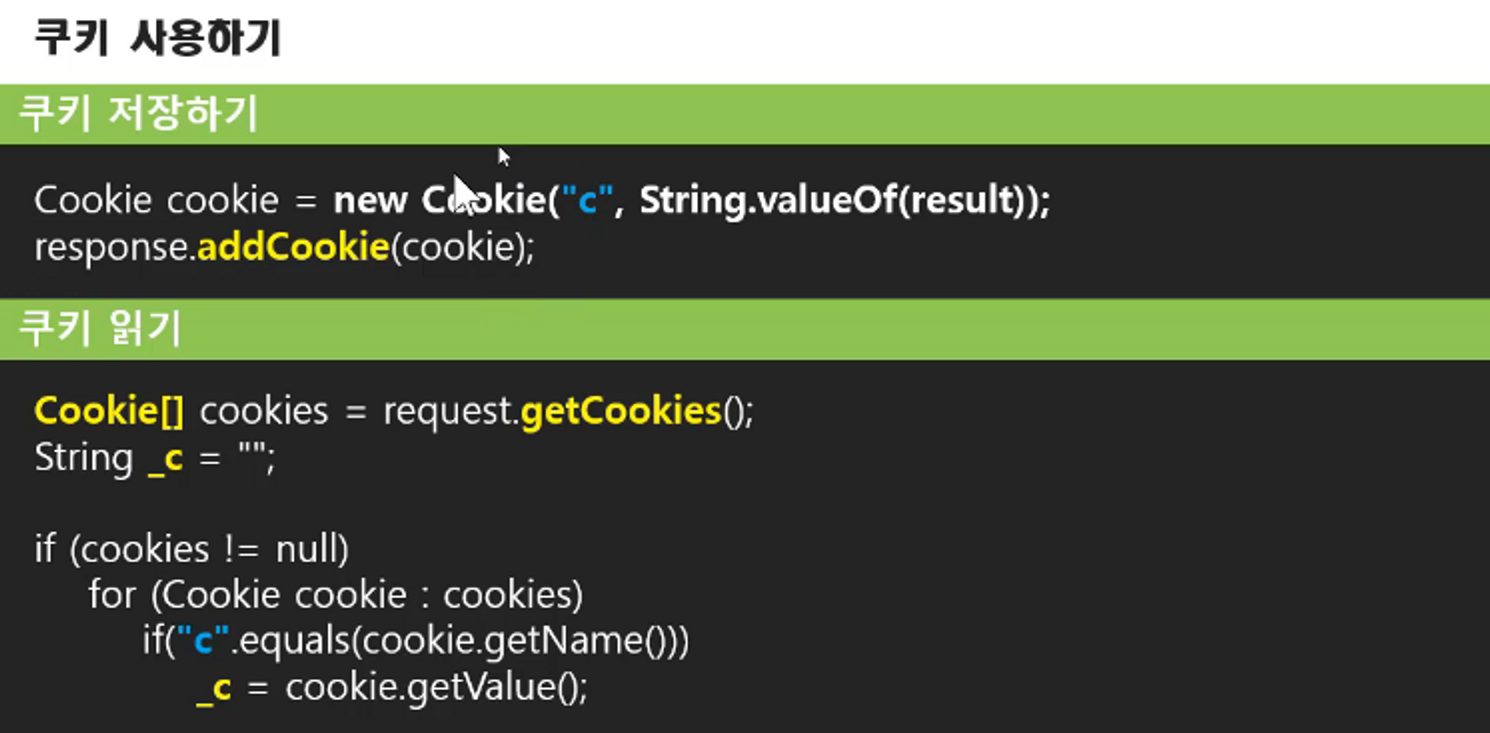 쿠키 사용하기
쿠키 저장하기
Cookie cookie = new Cookie("c", String.valueOf(result));
response.addCookie(cookie);
쿠키 읽기
Cookie[] cookies = request.getCookies();
String _c = "";
if (cookies != null)
for (Cookie cookie : cookies)
if("c".equals(cookie.getName()))
_c = cookie.getValue();